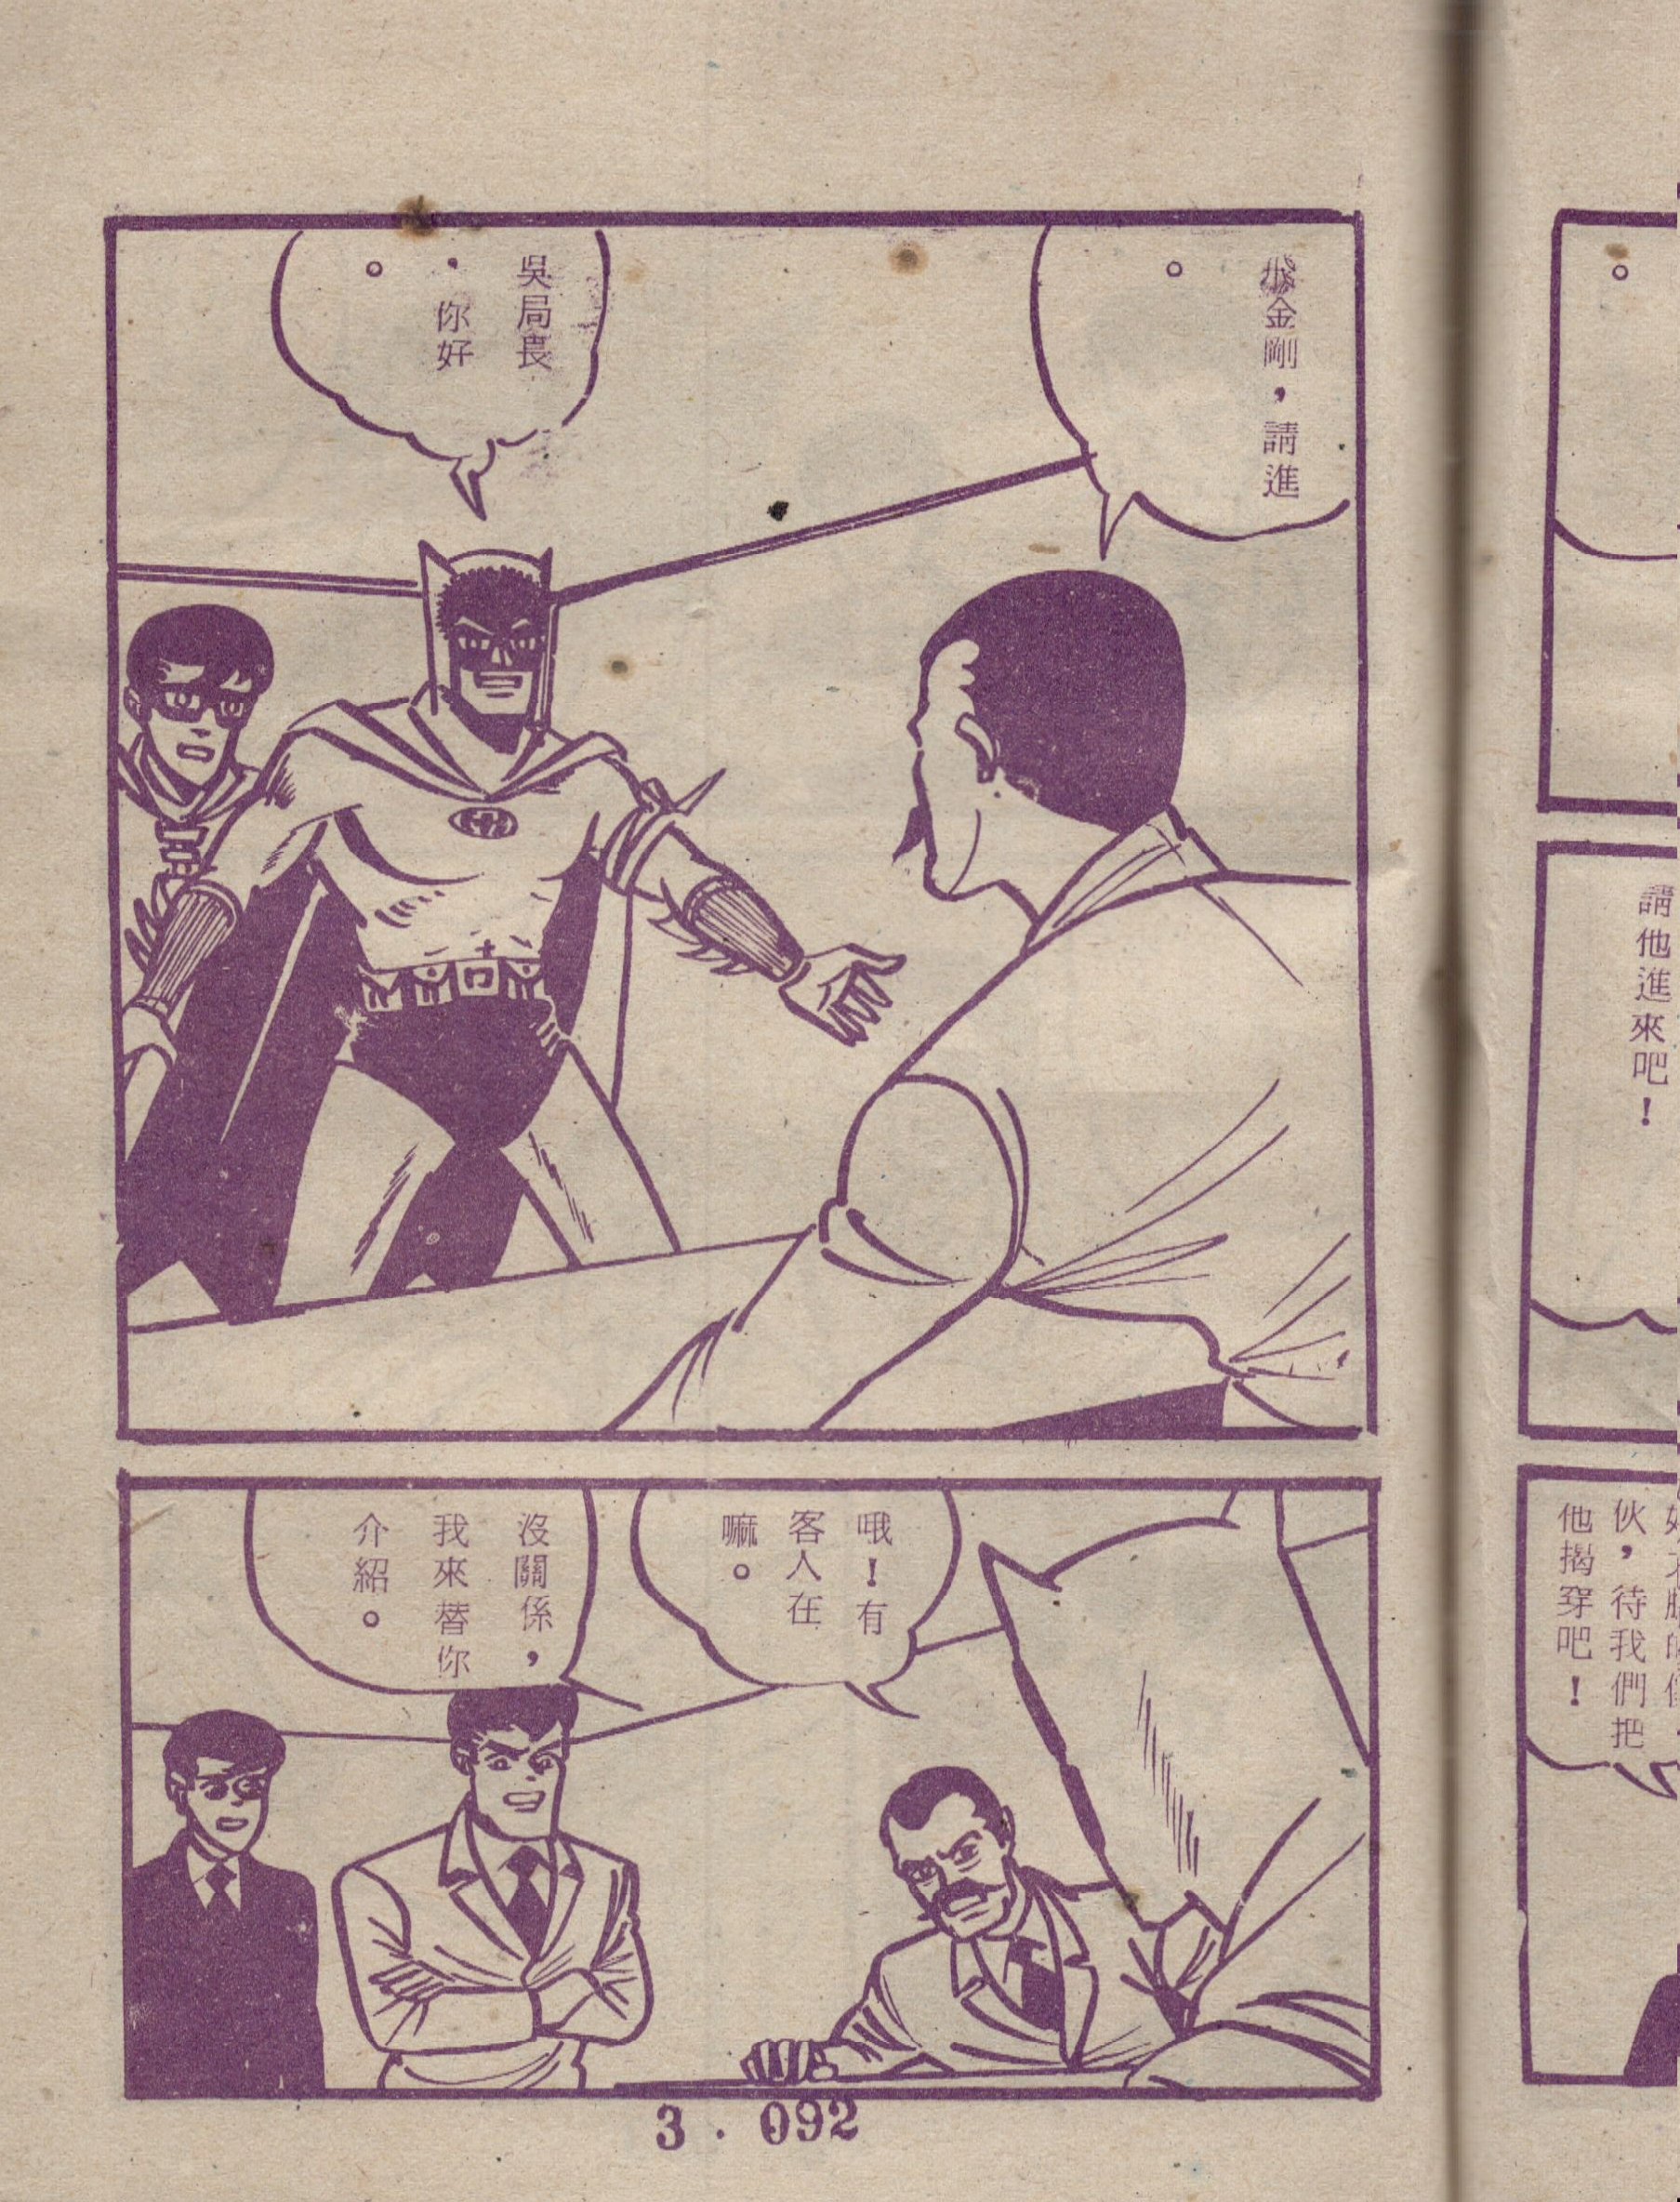 。
請他進來吧！
伙，待我們把
他揭穿吧！
飛金剛，請進
。
吳局長
，你好
。
哦！有
客人在
嘛。
沒關係，
我來替你
介紹。
3．092